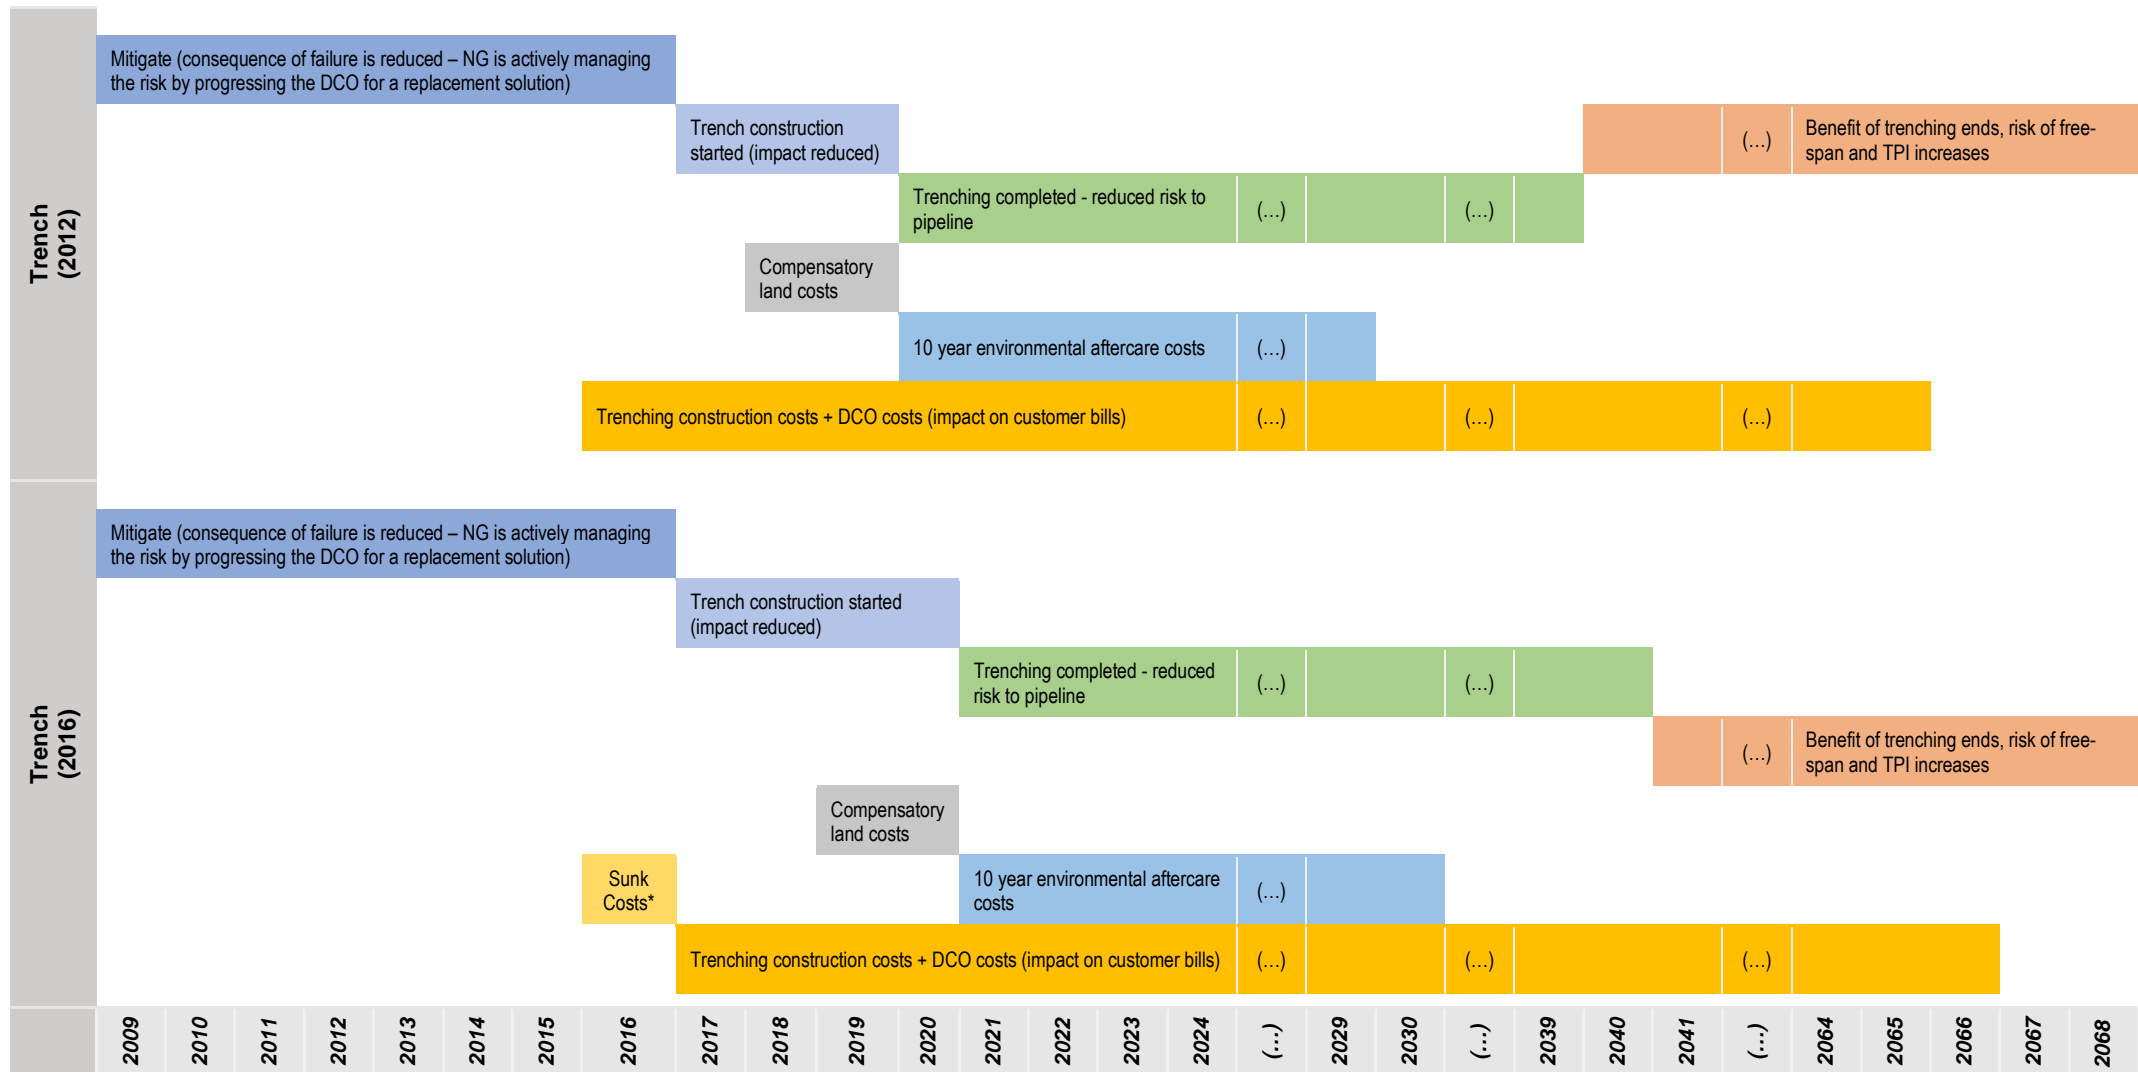 Trench
(2012)
Mitigate (consequence of failure is reduced – NG is actively managing
the risk by progressing the DCO for a replacement solution)
Trench construction
started (impact reduced)
(…)
Benefit of trenching ends, risk of free-
span and TPI increases
Trenching completed - reduced risk to
pipeline
(…)
(…)
Compensatory
land costs
10 year environmental aftercare costs
(…)
Trenching construction costs + DCO costs (impact on customer bills)
(…)
(…)
(…)
Trench
(2016)
Mitigate (consequence of failure is reduced – NG is actively managing
the risk by progressing the DCO for a replacement solution)
Trench construction started
(impact reduced)
Trenching completed - reduced
risk to pipeline
(…)
(…)
(…)
Benefit of trenching ends, risk of free-
span and TPI increases
Compensatory
land costs
Sunk
Costs*
10 year environmental aftercare
costs
(…)
Trenching construction costs + DCO costs (impact on customer bills)
(…)
(…)
(…)
2009
2010
2011
2012
2013
2014
2015
2016
2017
2018
2019
2020
2021
2022
2023
2024
(…)
2029
2030
(…)
2039
2040
2041
(…)
2064
2065
2066
2067
2068